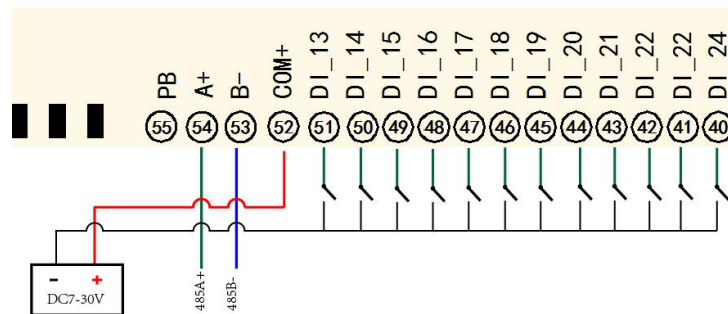 PB
A+
B-
COM+
DI_13
DI_14
DI_15
DI_16
DI_17
DI_18
DI_19
DI_20
DI_21
DI_22
DI_22
DI_24
55
54
53
52
51
50
49
48
47
46
45
44
43
42
41
40
- +
DC7-30V
485A+
485B-